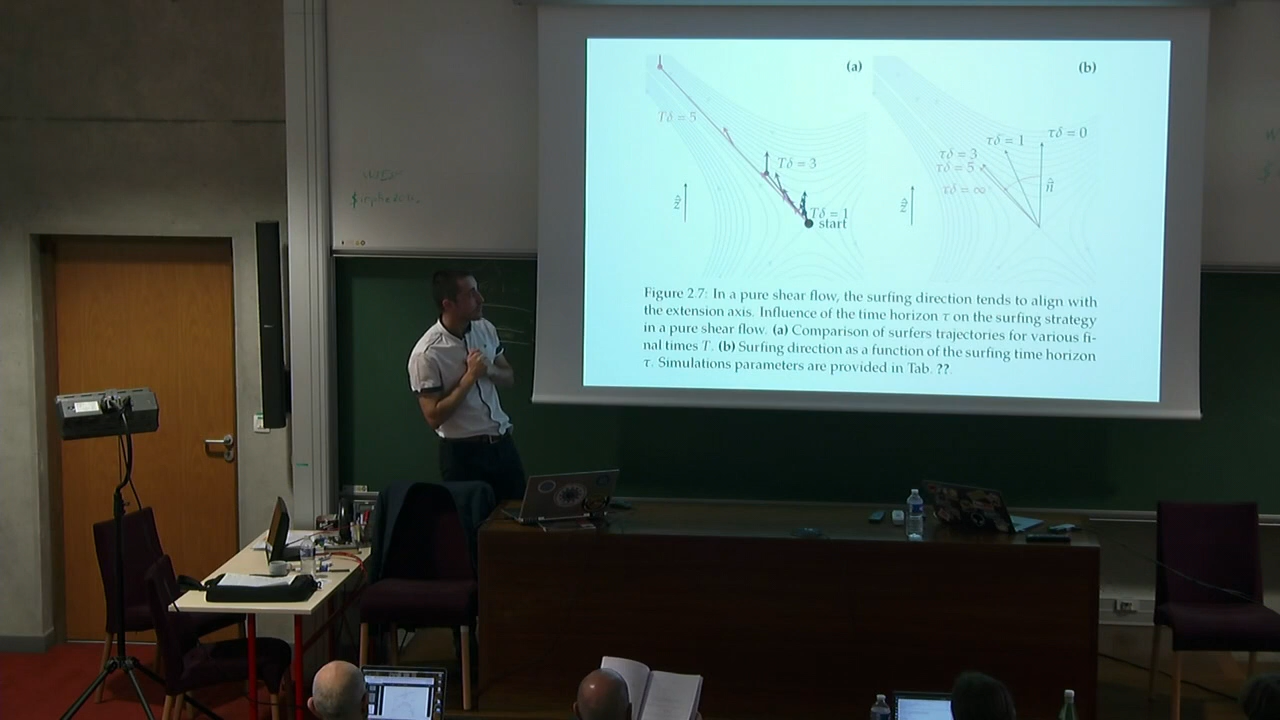 (a)
(b)
Tδ = 5
Tδ = 3
Tδ = 1
start
ẑ
τδ = 0
τδ = 1
τδ = 3
τδ = 5
τδ = ∞
n̂
ẑ
Figure 2.7: In a pure shear flow, the surfing direction tends to align with
the extension axis. Influence of the time horizon τ on the surfing strategy
in a pure shear flow. (a) Comparison of surfers trajectories for various fi-
nal times T. (b) Surfing direction as a function of the surfing time horizon
τ. Simulations parameters are provided in Tab. ??.